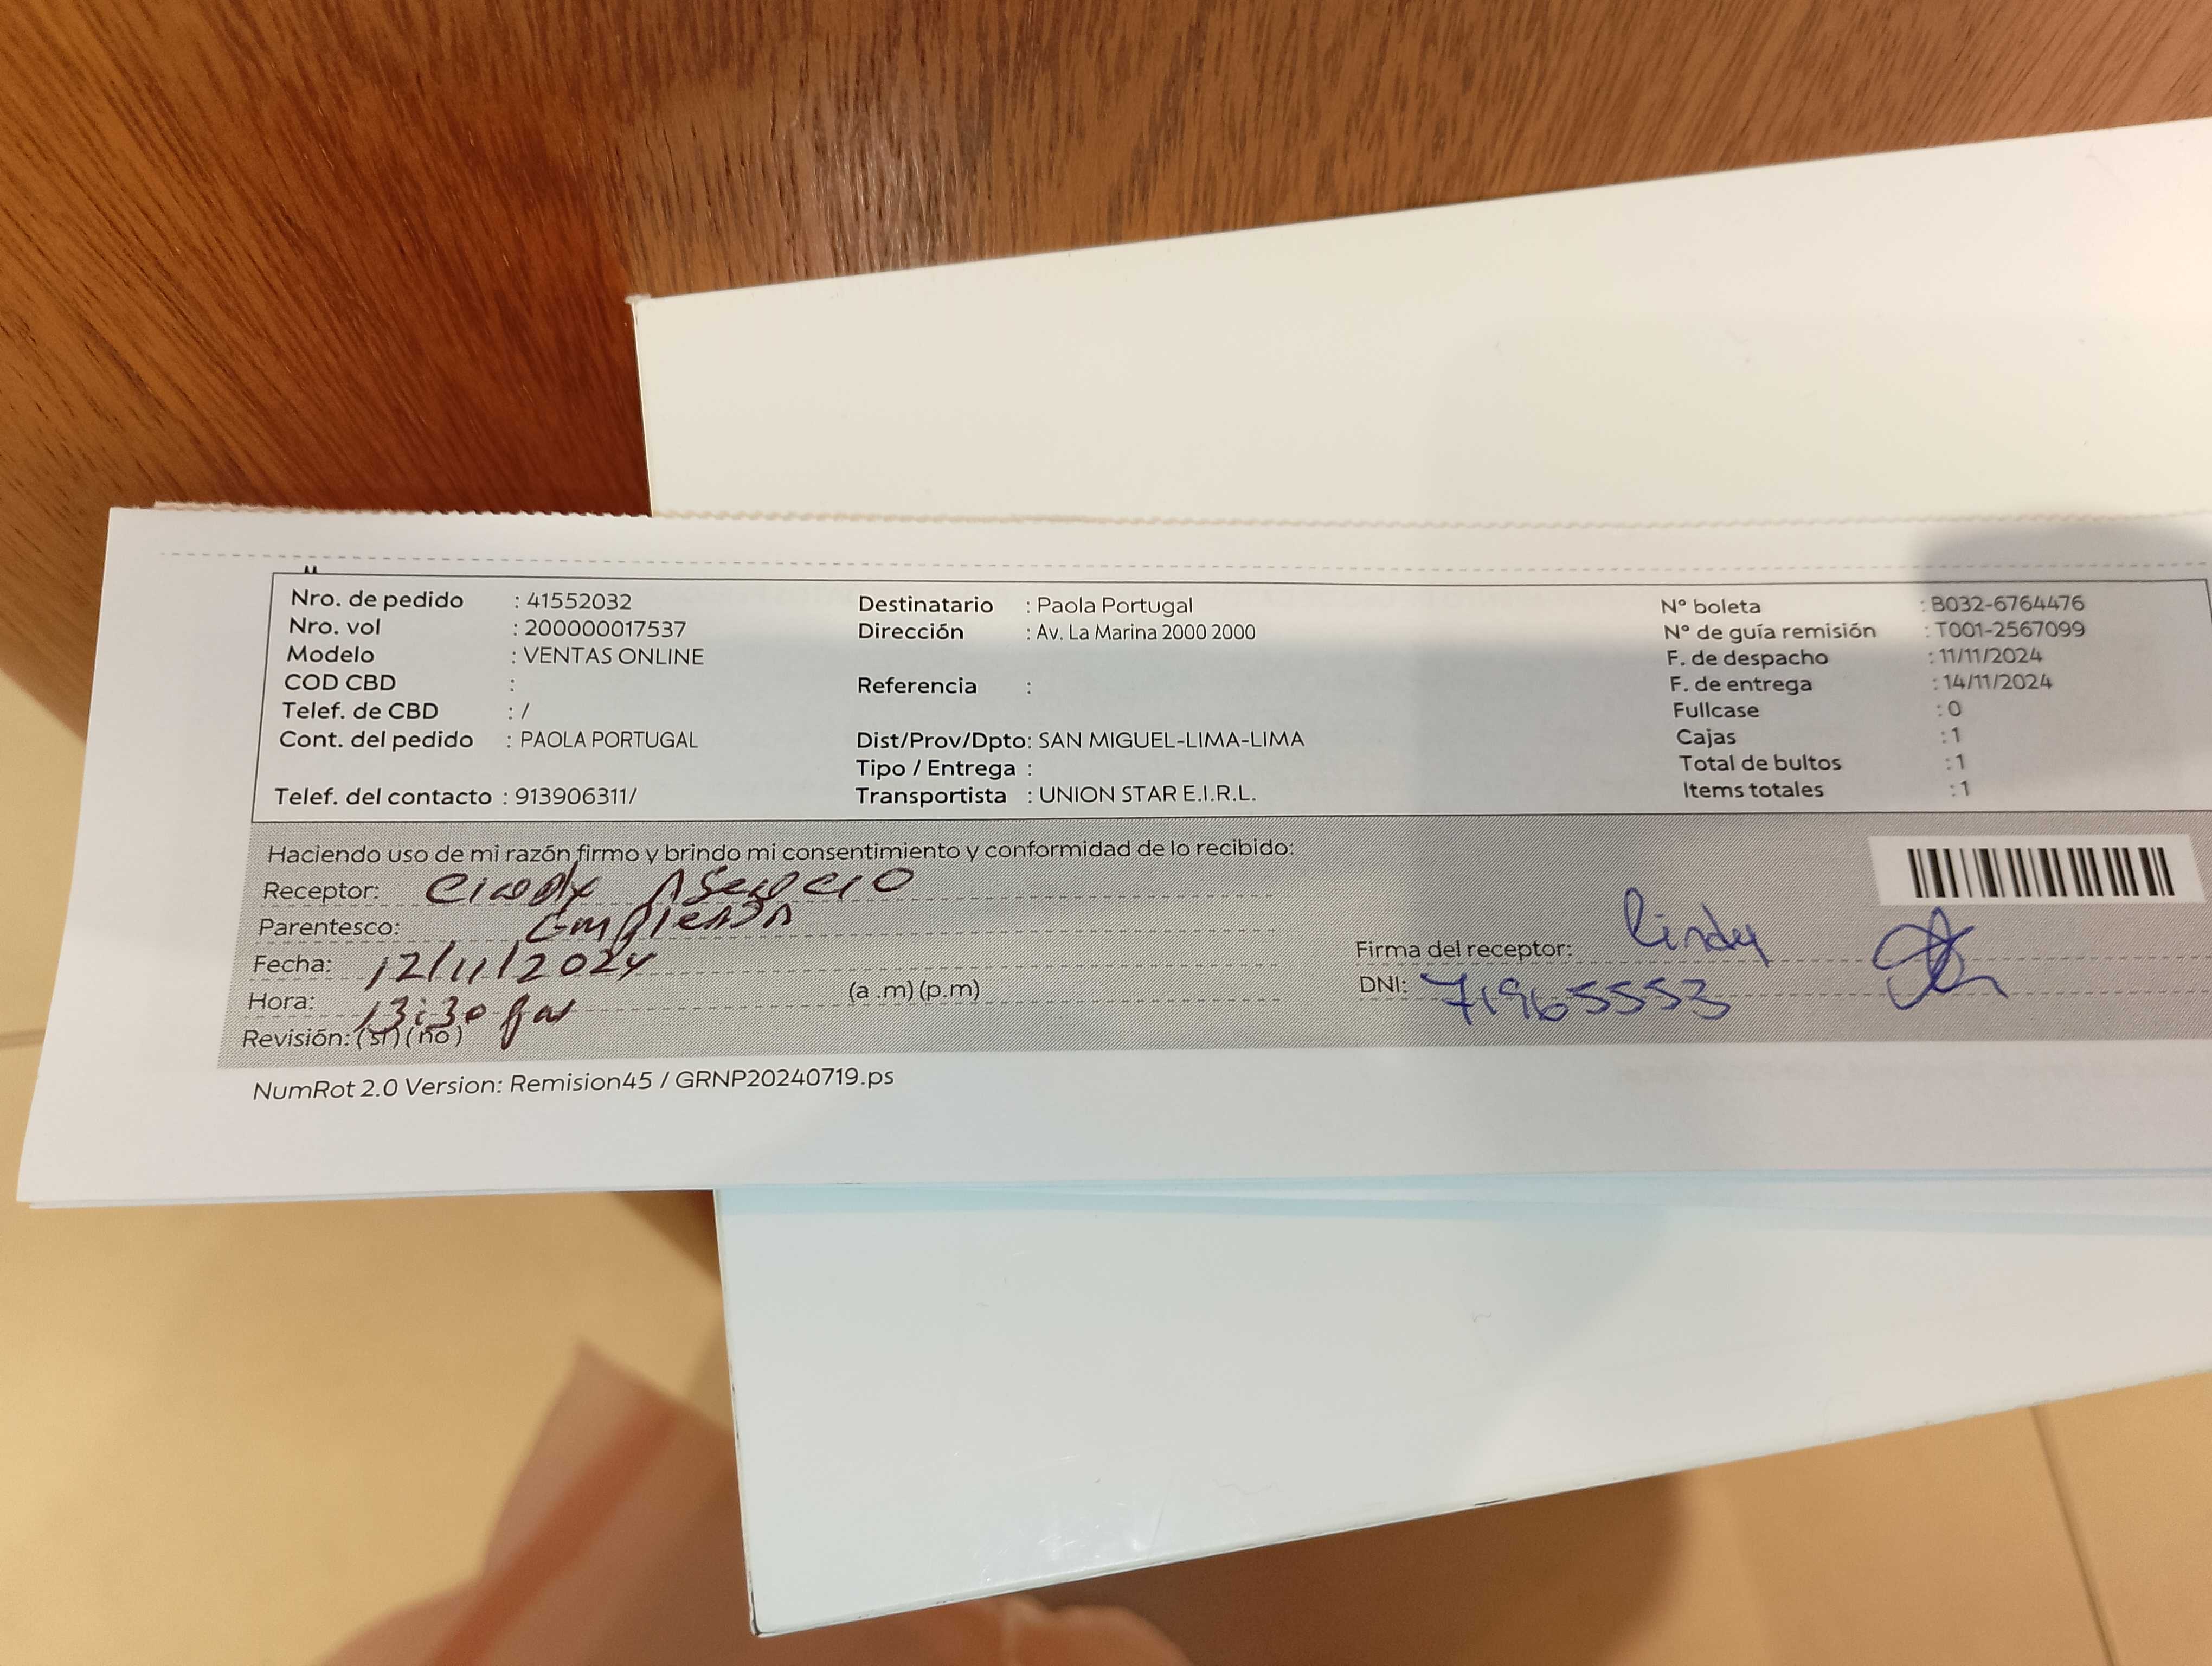 Nro. de pedido : 41552032
Nro. vol : 200000017537
Modelo : VENTAS ONLINE
COD CBD :
Telef. de CBD : /
Cont. del pedido : PAOLA PORTUGAL
Telef. del contacto : 913906311/
Destinatario : Paola Portugal
Dirección : Av. La Marina 2000 2000
Referencia :
Dist/Prov/Dpto: SAN MIGUEL-LIMA-LIMA
Tipo / Entrega :
Transportista : UNION STAR E.I.R.L.
N° boleta : B032-6764476
N° de guía remisión : T001-2567099
F. de despacho : 11/11/2024
F. de entrega : 14/11/2024
Fullcase : 0
Cajas : 1
Total de bultos : 1
Items totales : 1
Haciendo uso de mi razón firmo y brindo mi consentimiento y conformidad de lo recibido:
Receptor: Cindy Asencio
Parentesco:
Fecha: 12/11/2024
Hora: 13:30 (a .m) (p.m)
Revisión: (si) (no)
Firma del receptor: Cindy
DNI: 71965553
NumRot 2.0 Version: Remision45 / GRNP20240719.ps